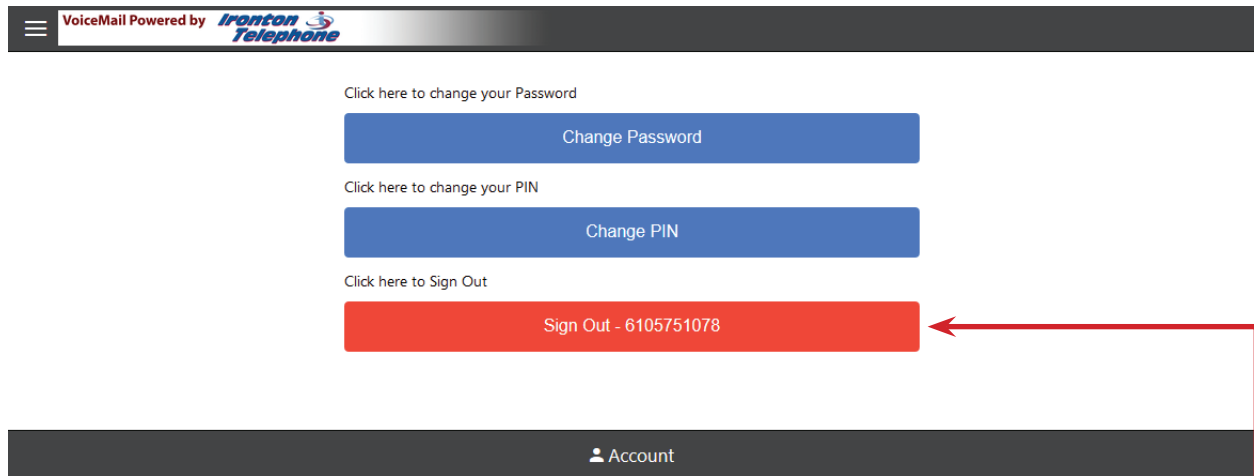 VoiceMail Powered by Ironton
Telephone
Click here to change your Password
Change Password
Click here to change your PIN
Change PIN
Click here to Sign Out
Sign Out - 6105751078
Account